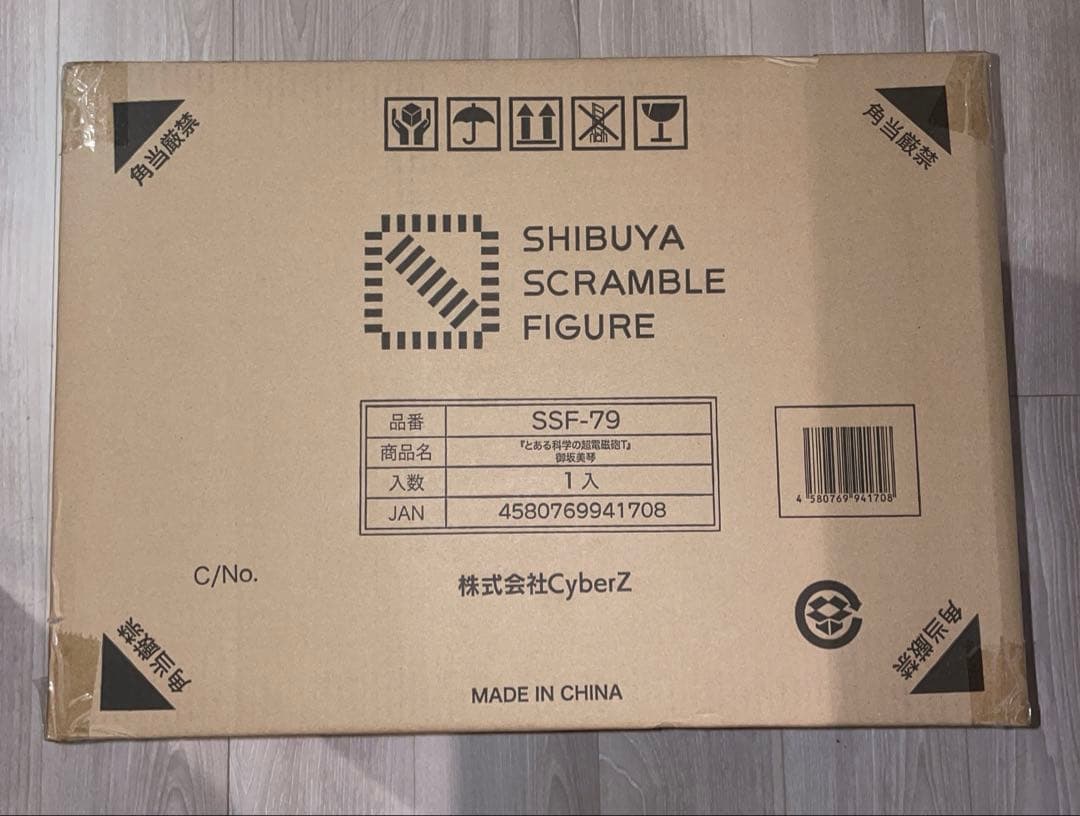 角当厳禁
角当厳禁
SHIBUYA
SCRAMBLE
FIGURE
品番 SSF-79
商品名 『とある科学の超電磁砲T』
御坂美琴
入数 1入
JAN 4580769941708
4 580769 941708
C/No.
株式会社CyberZ
角当厳禁
角当厳禁
MADE IN CHINA